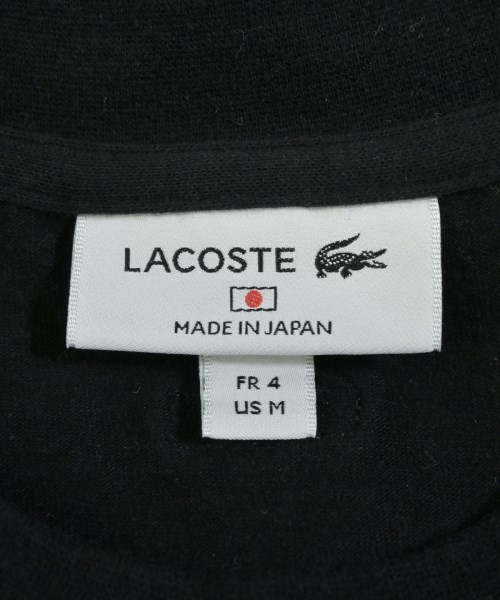 LACOSTE
MADE IN JAPAN
FR 4
US M